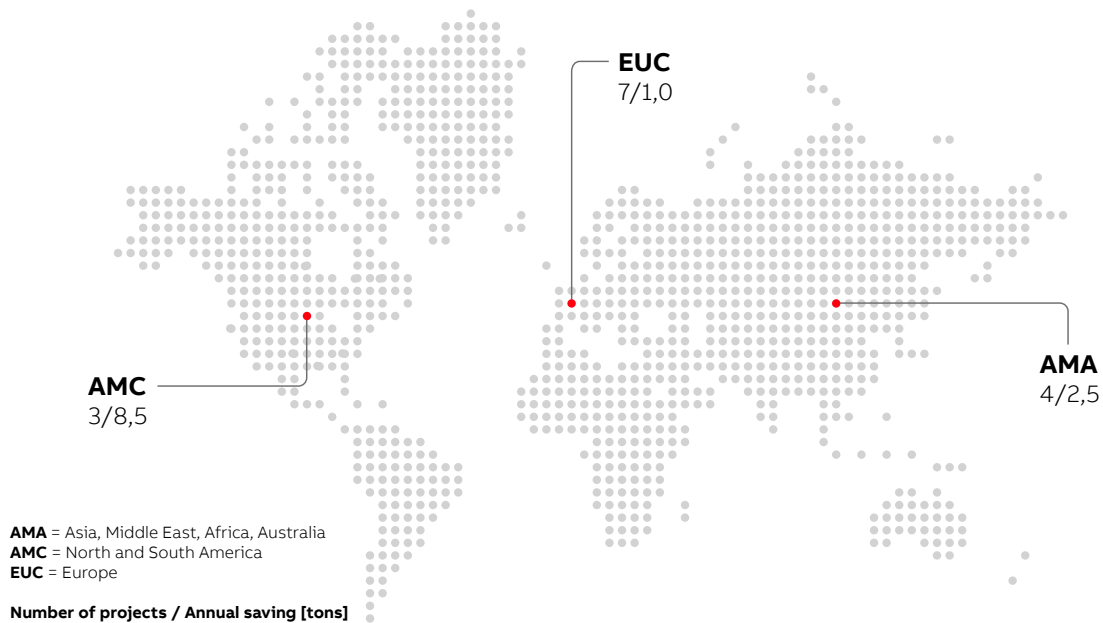 EUC
7/1,0
AMA
4/2,5
AMC
3/8,5
AMA = Asia, Middle East, Africa, Australia
AMC = North and South America
EUC = Europe
Number of projects / Annual saving [tons]